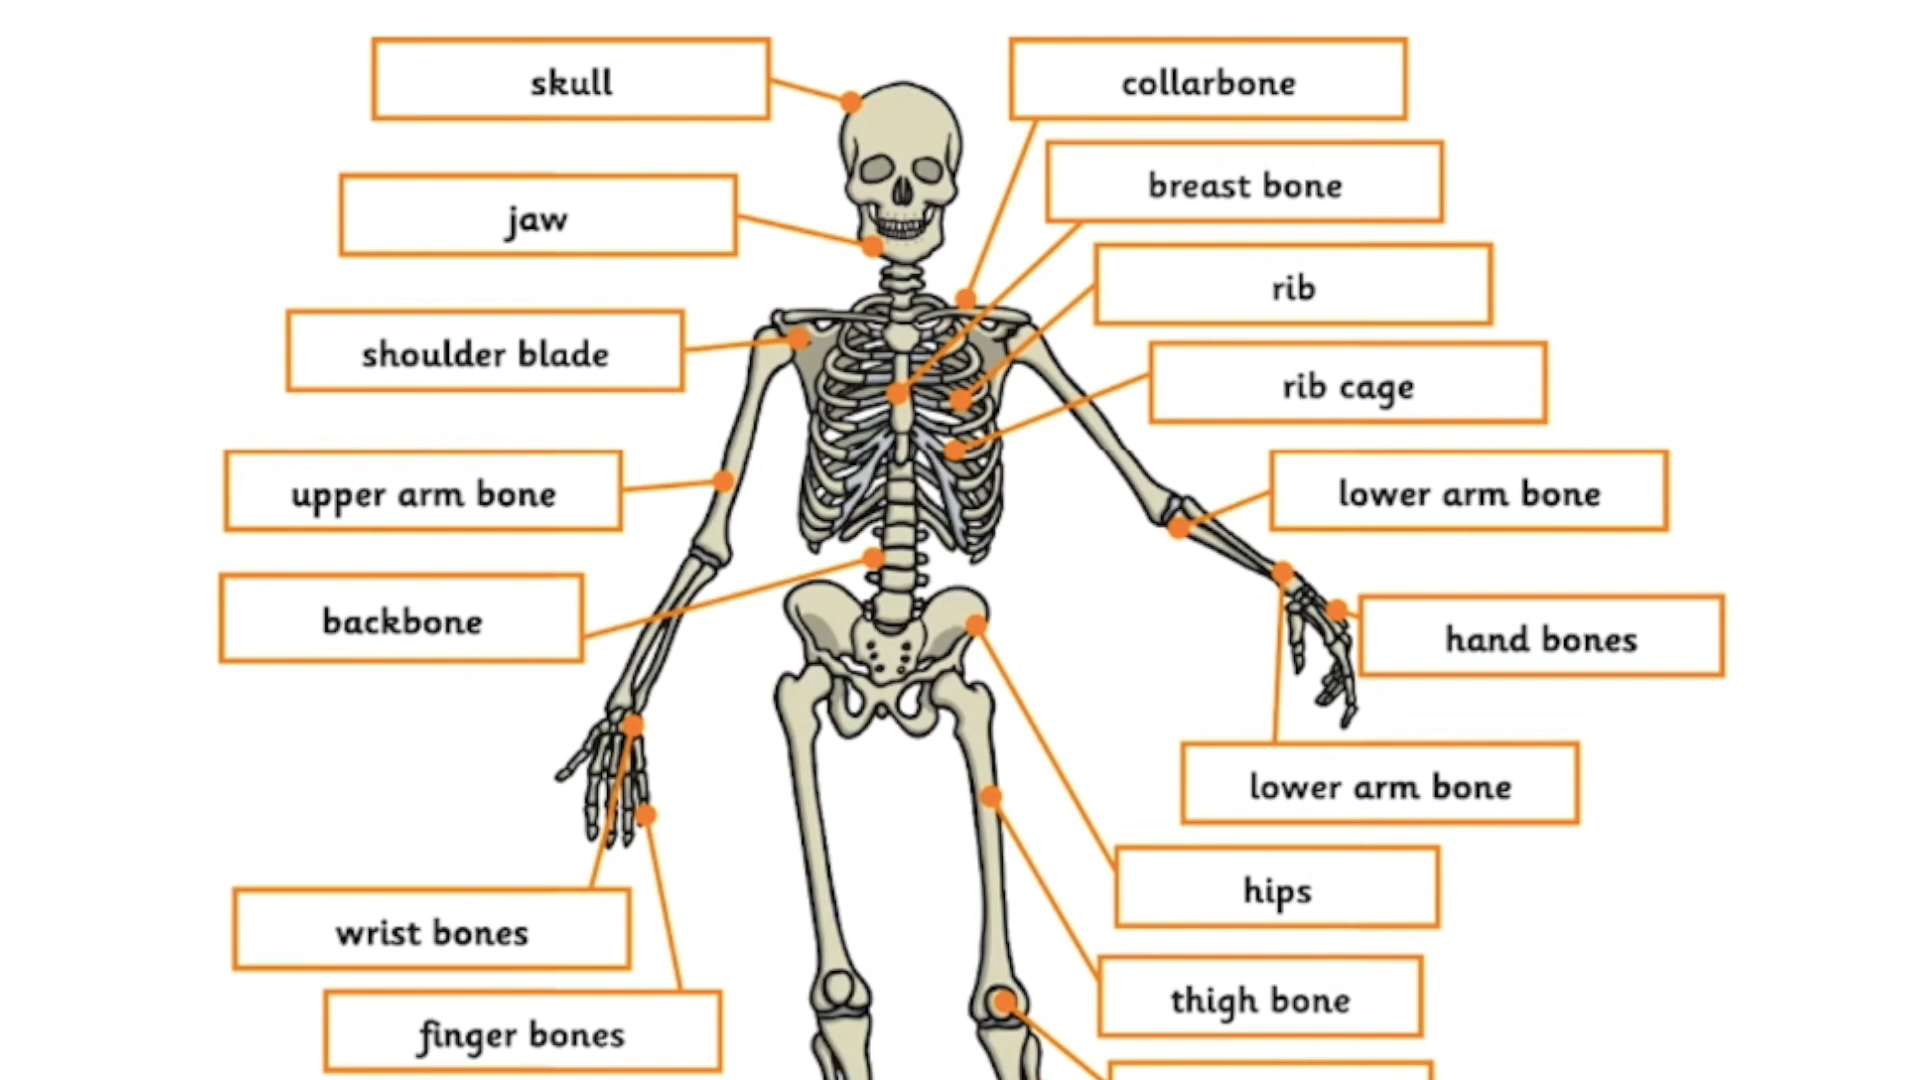 skull
collarbone
breast bone
jaw
rib
shoulder blade
rib cage
upper arm bone
lower arm bone
backbone
hand bones
lower arm bone
hips
wrist bones
thigh bone
finger bones